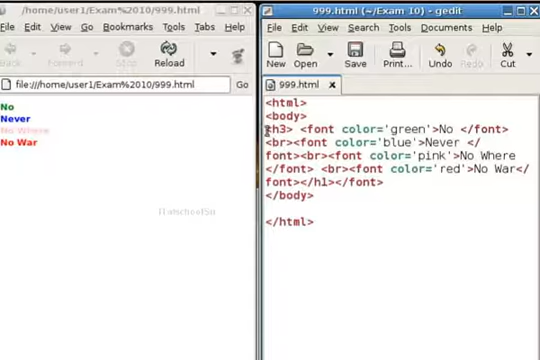 /home/user1/Exam%2010/999.html
File Edit View Go Bookmarks Tools Tabs Help
Back Forward Stop Reload
file:///home/user1/Exam%2010/999.html Go
No
Never
No Where
No War
999.html (~/Exam 10) - gedit
File Edit View Search Tools Documents Help
New Open Save Print... Undo Redo Cut
999.html
<html>
<body>
<h3> <font color='green'>No </font>
<br><font color='blue'>Never </
font><br><font color='pink'>No Where
</font> <br><font color='red'>No War</
font></h1></font>
</body>
</html>